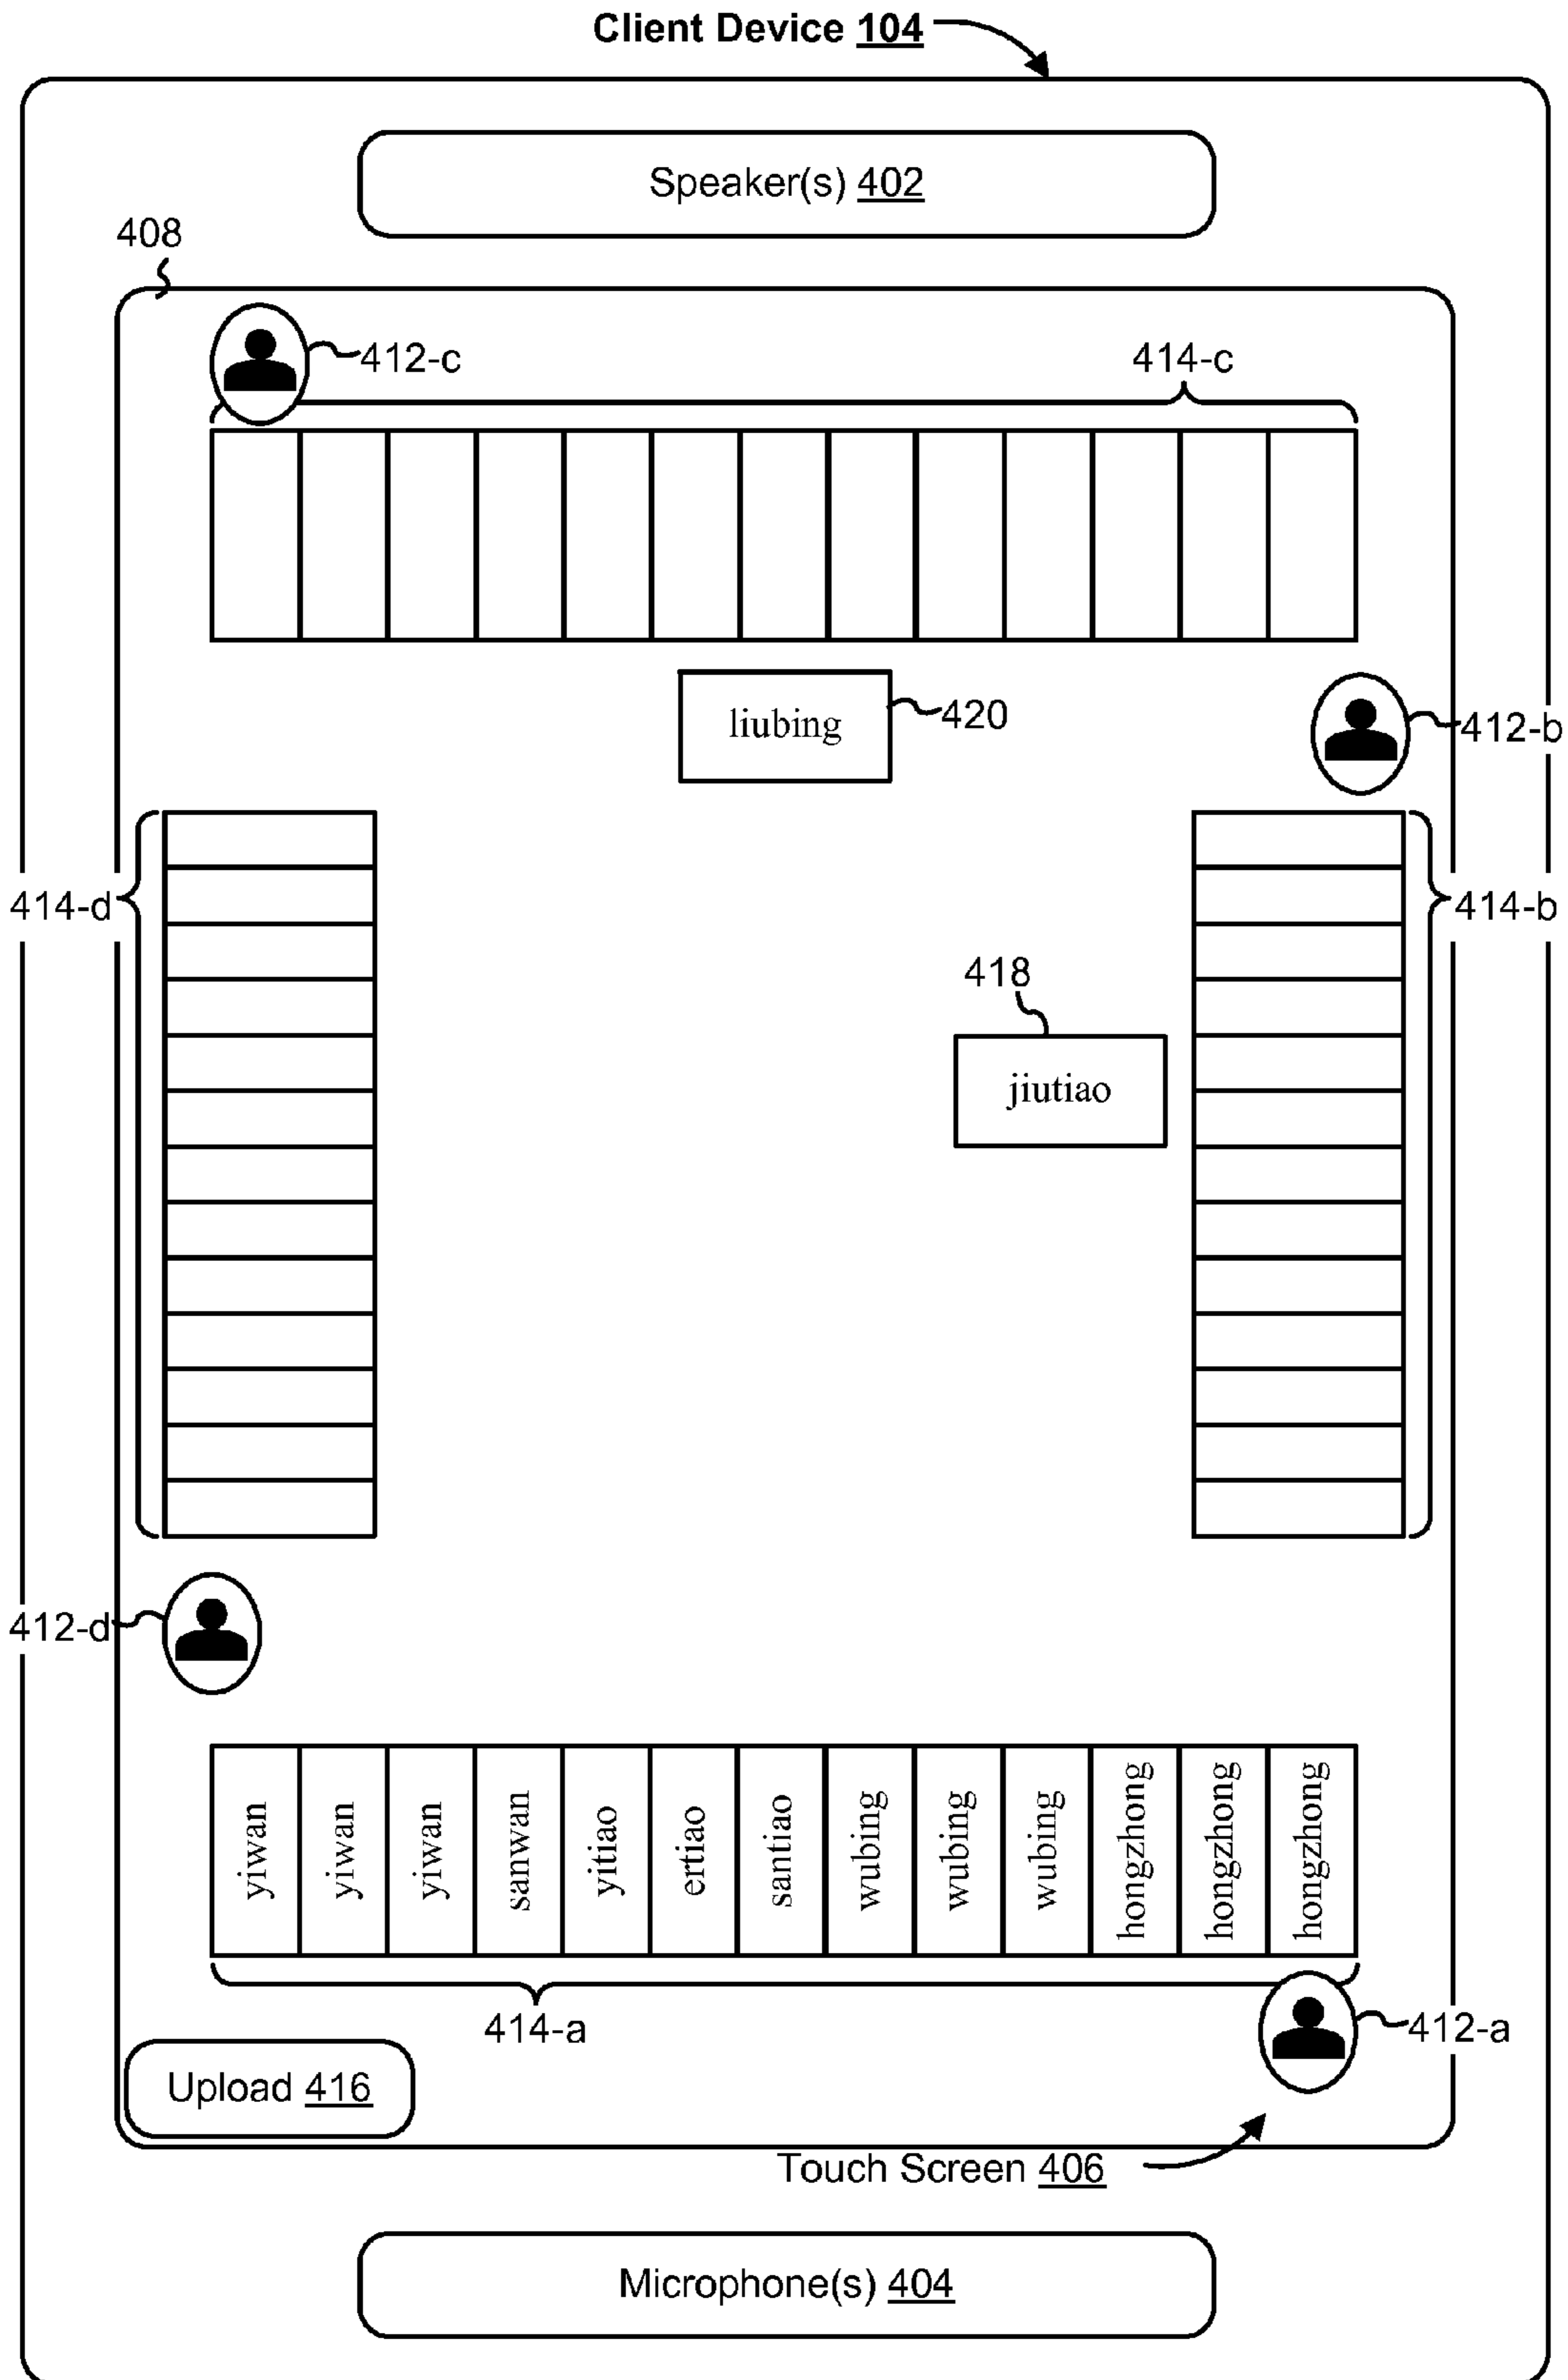 Client Device 104
Speaker(s) 402
408
412-c
414-c
liubing
420
412-b
414-d
414-b
418
jiutiao
412-d
yiwan
yiwan
yiwan
sanwan
yitiao
ertiao
santiao
wubing
wubing
wubing
hongzhong
hongzhong
hongzhong
414-a
412-a
Upload 416
Touch Screen 406
Microphone(s) 404